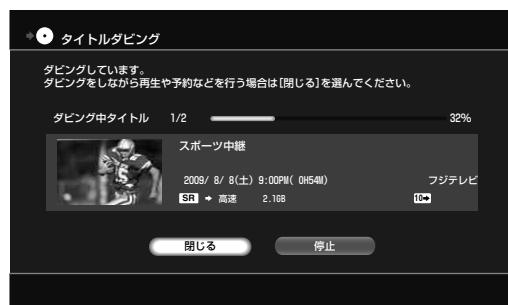 タイトルダビング
ダビングしています。
ダビングをしながら再生や予約などを行う場合は[閉じる]を選んでください。
ダビング中タイトル 1/2 32%
スポーツ中継
2009/ 8/ 8(土) 9:00PM( 0H54M) フジテレビ
SR ➔ 高速 2.1GB 10➔
閉じる 停止